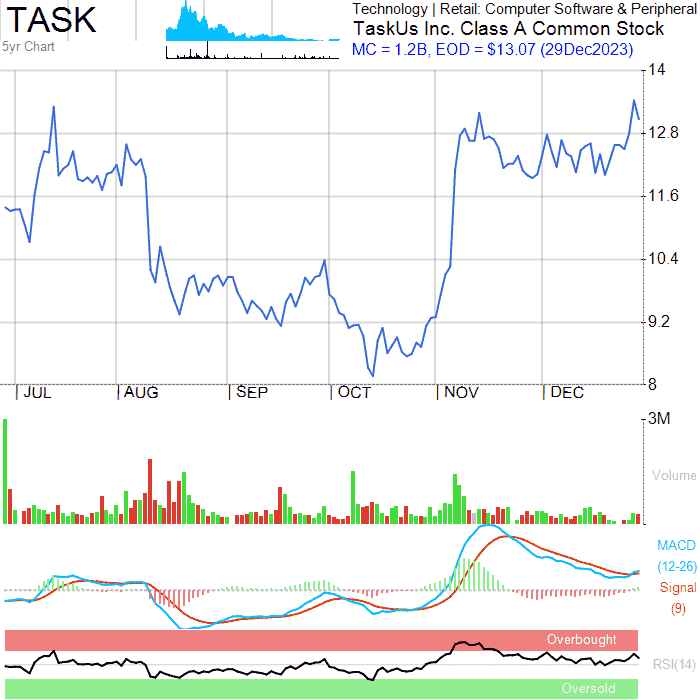 TASK
5yr Chart
Technology | Retail: Computer Software & Peripheral
TaskUs Inc. Class A Common Stock
MC = 1.2B, EOD = $13.07 (29Dec2023)
14
12.8
11.6
10.4
9.2
8
| JUL | AUG | SEP | OCT | NOV | DEC
3M
Volume
MACD
(12-26)
Signal
(9)
Overbought
RSI(14)
Oversold